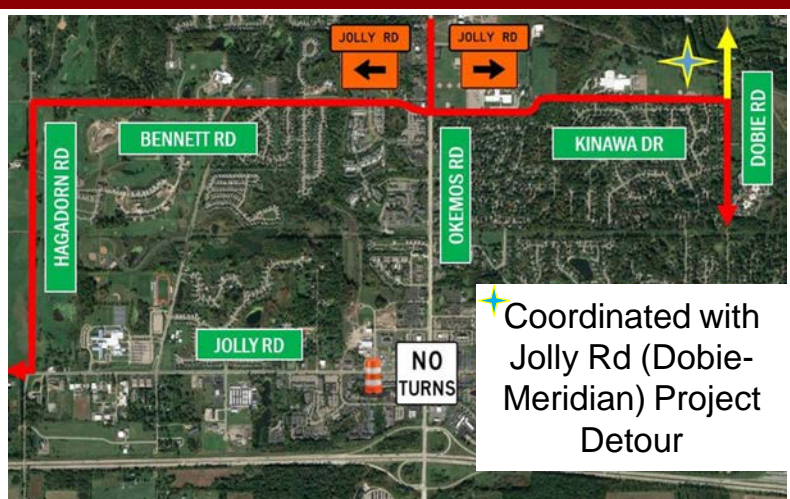 JOLLY RD
JOLLY RD
BENNETT RD
KINAWA DR
DOBIE RD
HAGADORN RD
OKEMOS RD
JOLLY RD
NO
TURNS
Coordinated with
Jolly Rd (Dobie-
Meridian) Project
Detour